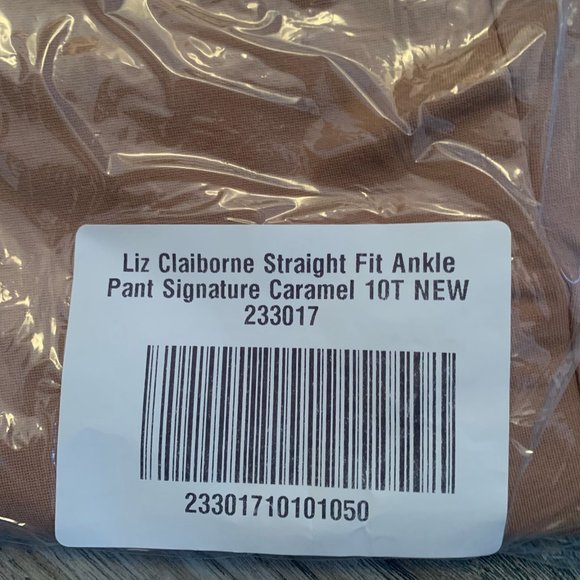 Liz Claiborne Straight Fit Ankle
Pant Signature Caramel 10T NEW
233017
23301710101050